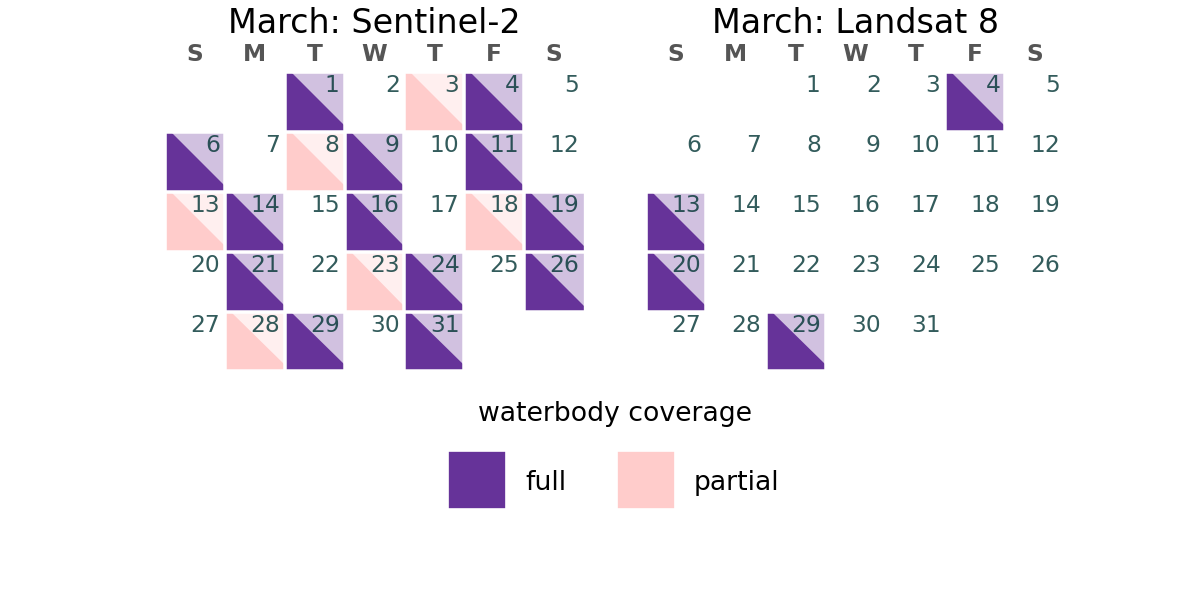 March: Sentinel-2
S M T W T F S
1 2 3 4 5
6 7 8 9 10 11 12
13 14 15 16 17 18 19
20 21 22 23 24 25 26
27 28 29 30 31
March: Landsat 8
S M T W T F S
1 2 3 4 5
6 7 8 9 10 11 12
13 14 15 16 17 18 19
20 21 22 23 24 25 26
27 28 29 30 31
waterbody coverage
full partial